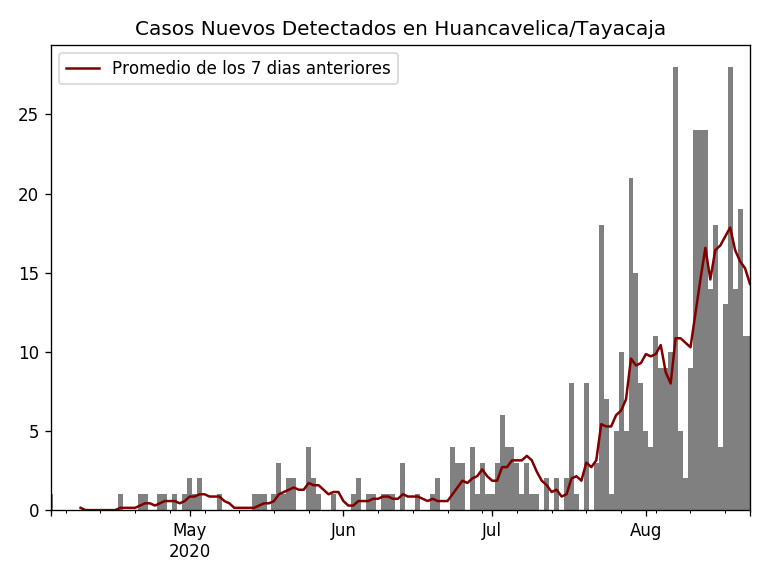 Casos Nuevos Detectados en Huancavelica/Tayacaja
Promedio de los 7 dias anteriores
25
20
15
10
5
0
May Jun Jul Aug
2020